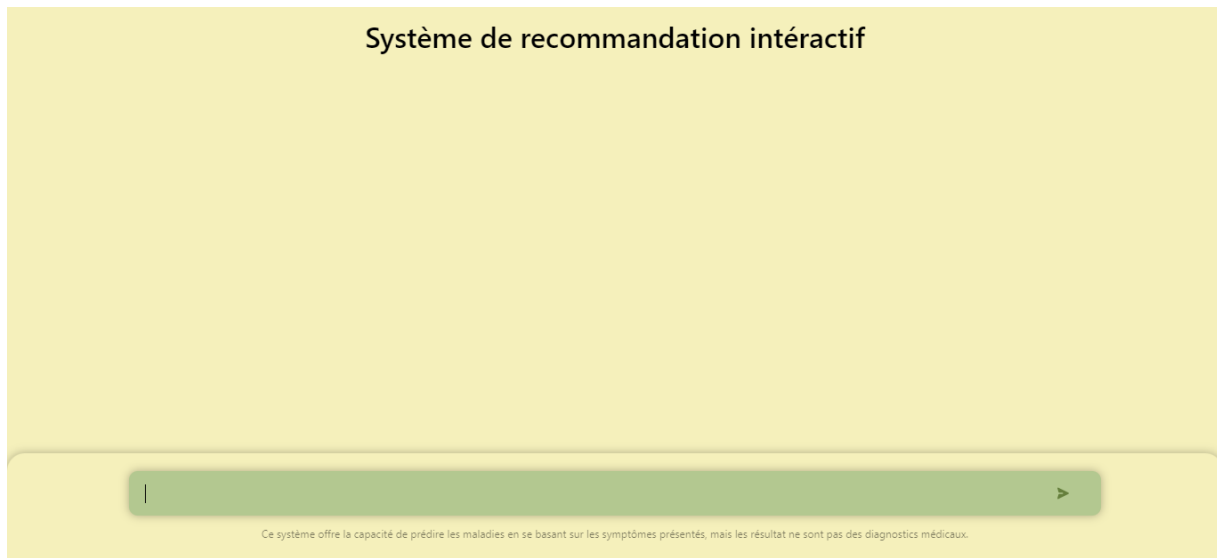 Système de recommandation intéractif
Ce système offre la capacité de prédire les maladies en se basant sur les symptômes présentés, mais les résultat ne sont pas des diagnostics médicaux.